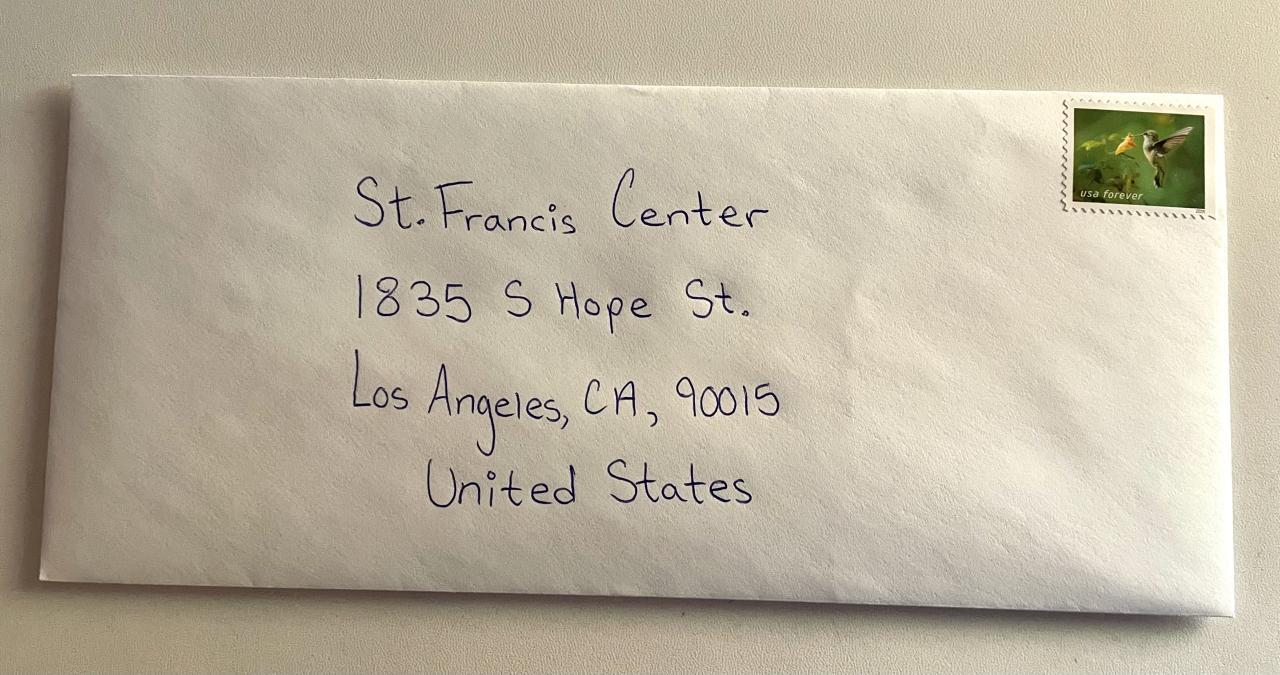 St. Francis Center
1835 S Hope St.
Los Angeles, CA, 90015
United States
usa forever